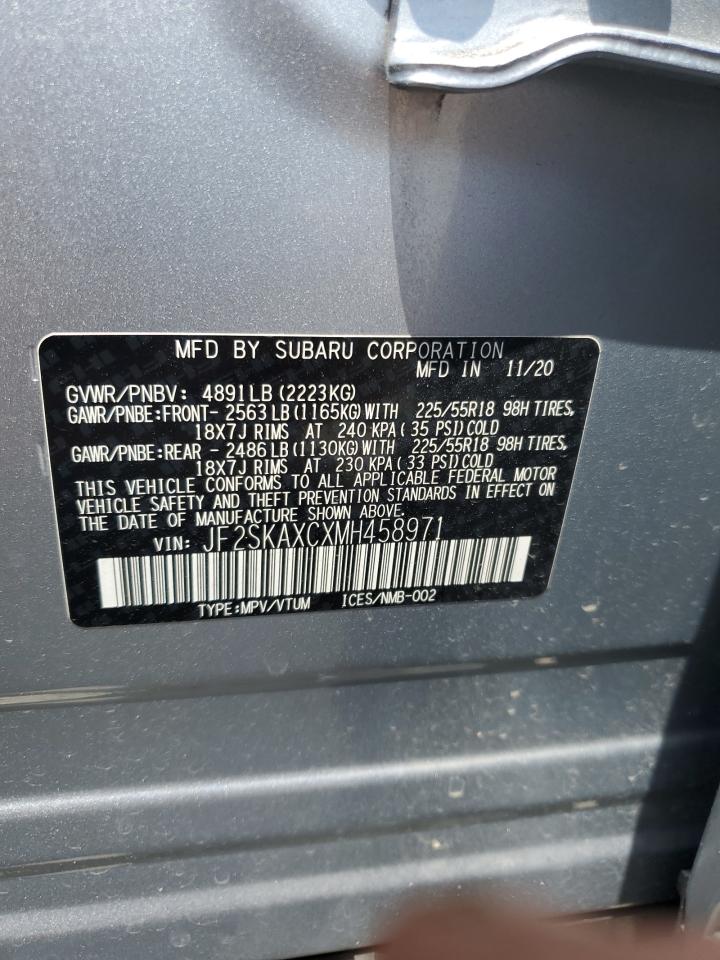 MFD BY SUBARU CORPORATION
MFD IN 11/20
GVWR/PNBV: 4891LB (2223KG)
GAWR/PNBE:FRONT- 2563LB (1165KG) WITH 225/55R18 98H TIRES,
18X7J RIMS AT 240 KPA (35 PSI) COLD
GAWR/PNBE:REAR - 2486LB (1130KG) WITH 225/55R18 98H TIRES,
18X7J RIMS AT 230 KPA (33 PSI) COLD
THIS VEHICLE CONFORMS TO ALL APPLICABLE FEDERAL MOTOR
VEHICLE SAFETY AND THEFT PREVENTION STANDARDS IN EFFECT ON
THE DATE OF MANUFACTURE SHOWN ABOVE.
VIN: JF2SKAXCXMH458971
TYPE:MPV/VTUM ICES/NMB-002